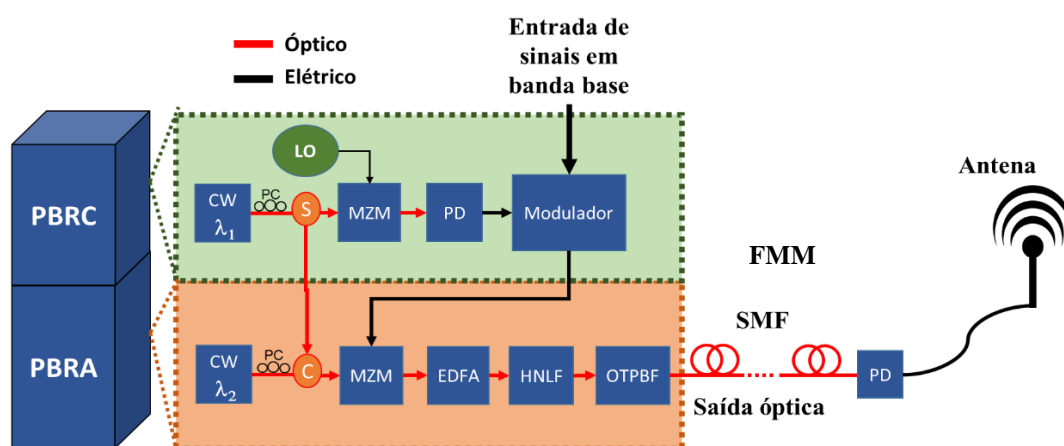 Óptico
Elétrico
Entrada de
sinais em
banda base
PBRC
LO
CW
λ1
PC
S
MZM
PD
Modulador
PBRA
CW
λ2
PC
C
MZM
EDFA
HNLF
OTPBF
FMM
SMF
Saída óptica
PD
Antena